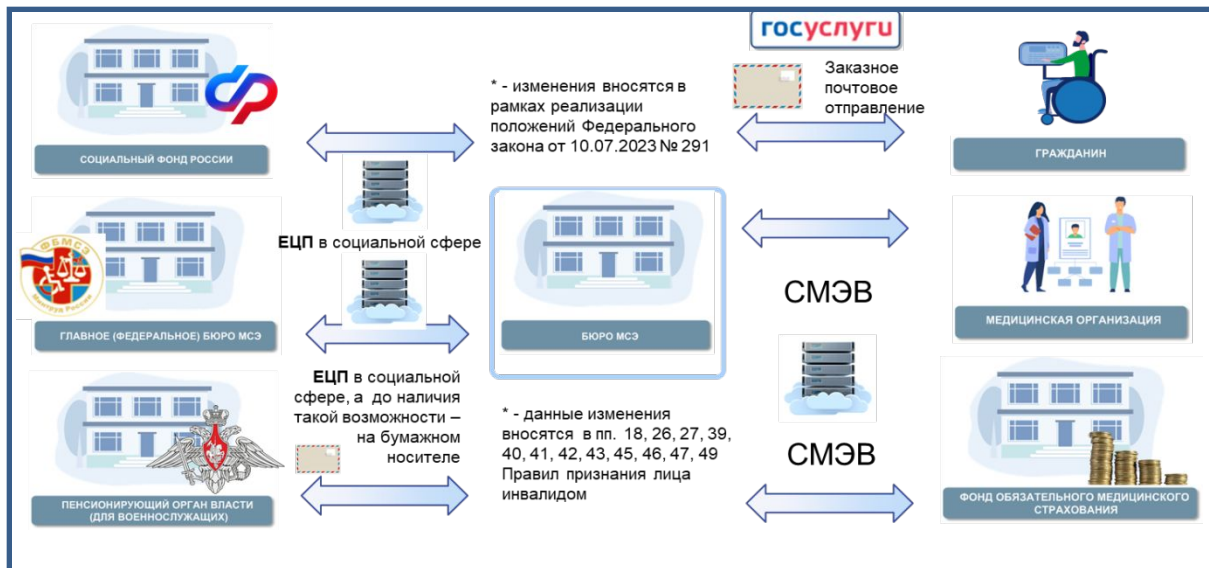 госуслуги
Заказное
почтовое
отправление
* - изменения вносятся в
рамках реализации
положений Федерального
закона от 10.07.2023 № 291
СОЦИАЛЬНЫЙ ФОНД РОССИИ
ГРАЖДАНИН
ЕЦП в социальной сфере
ФБМСЭ
Минтруда России
СМЭВ
ГЛАВНОЕ (ФЕДЕРАЛЬНОЕ) БЮРО МСЭ
БЮРО МСЭ
МЕДИЦИНСКАЯ ОРГАНИЗАЦИЯ
ЕЦП в социальной
сфере, а до наличия
такой возможности –
на бумажном
носителе
* - данные изменения
вносятся в пп. 18, 26, 27, 39,
40, 41, 42, 43, 45, 46, 47, 49
Правил признания лица
инвалидом
СМЭВ
ПЕНСИОНИРУЮЩИЙ ОРГАН ВЛАСТИ
(ДЛЯ ВОЕННОСЛУЖАЩИХ)
ФОНД ОБЯЗАТЕЛЬНОГО МЕДИЦИНСКОГО
СТРАХОВАНИЯ